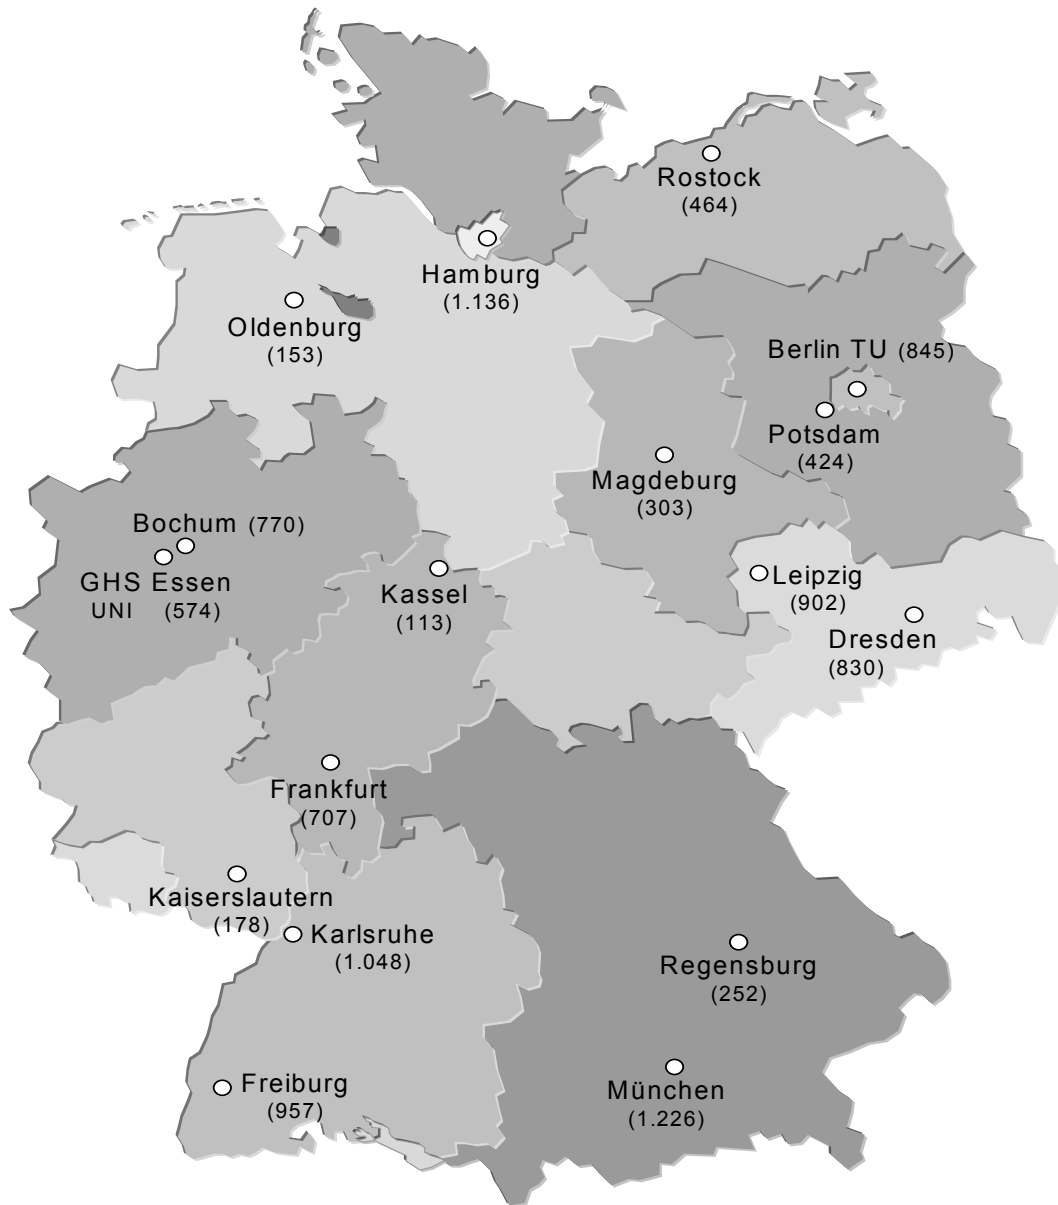 Rostock
(464)
Hamburg
(1.136)
Oldenburg
(153)
Berlin TU (845)
Potsdam
(424)
Magdeburg
(303)
Bochum (770)
GHS Essen
UNI (574)
Kassel
(113)
Leipzig
(902)
Dresden
(830)
Frankfurt
(707)
Kaiserslautern
(178)
Karlsruhe
(1.048)
Regensburg
(252)
Freiburg
(957)
München
(1.226)